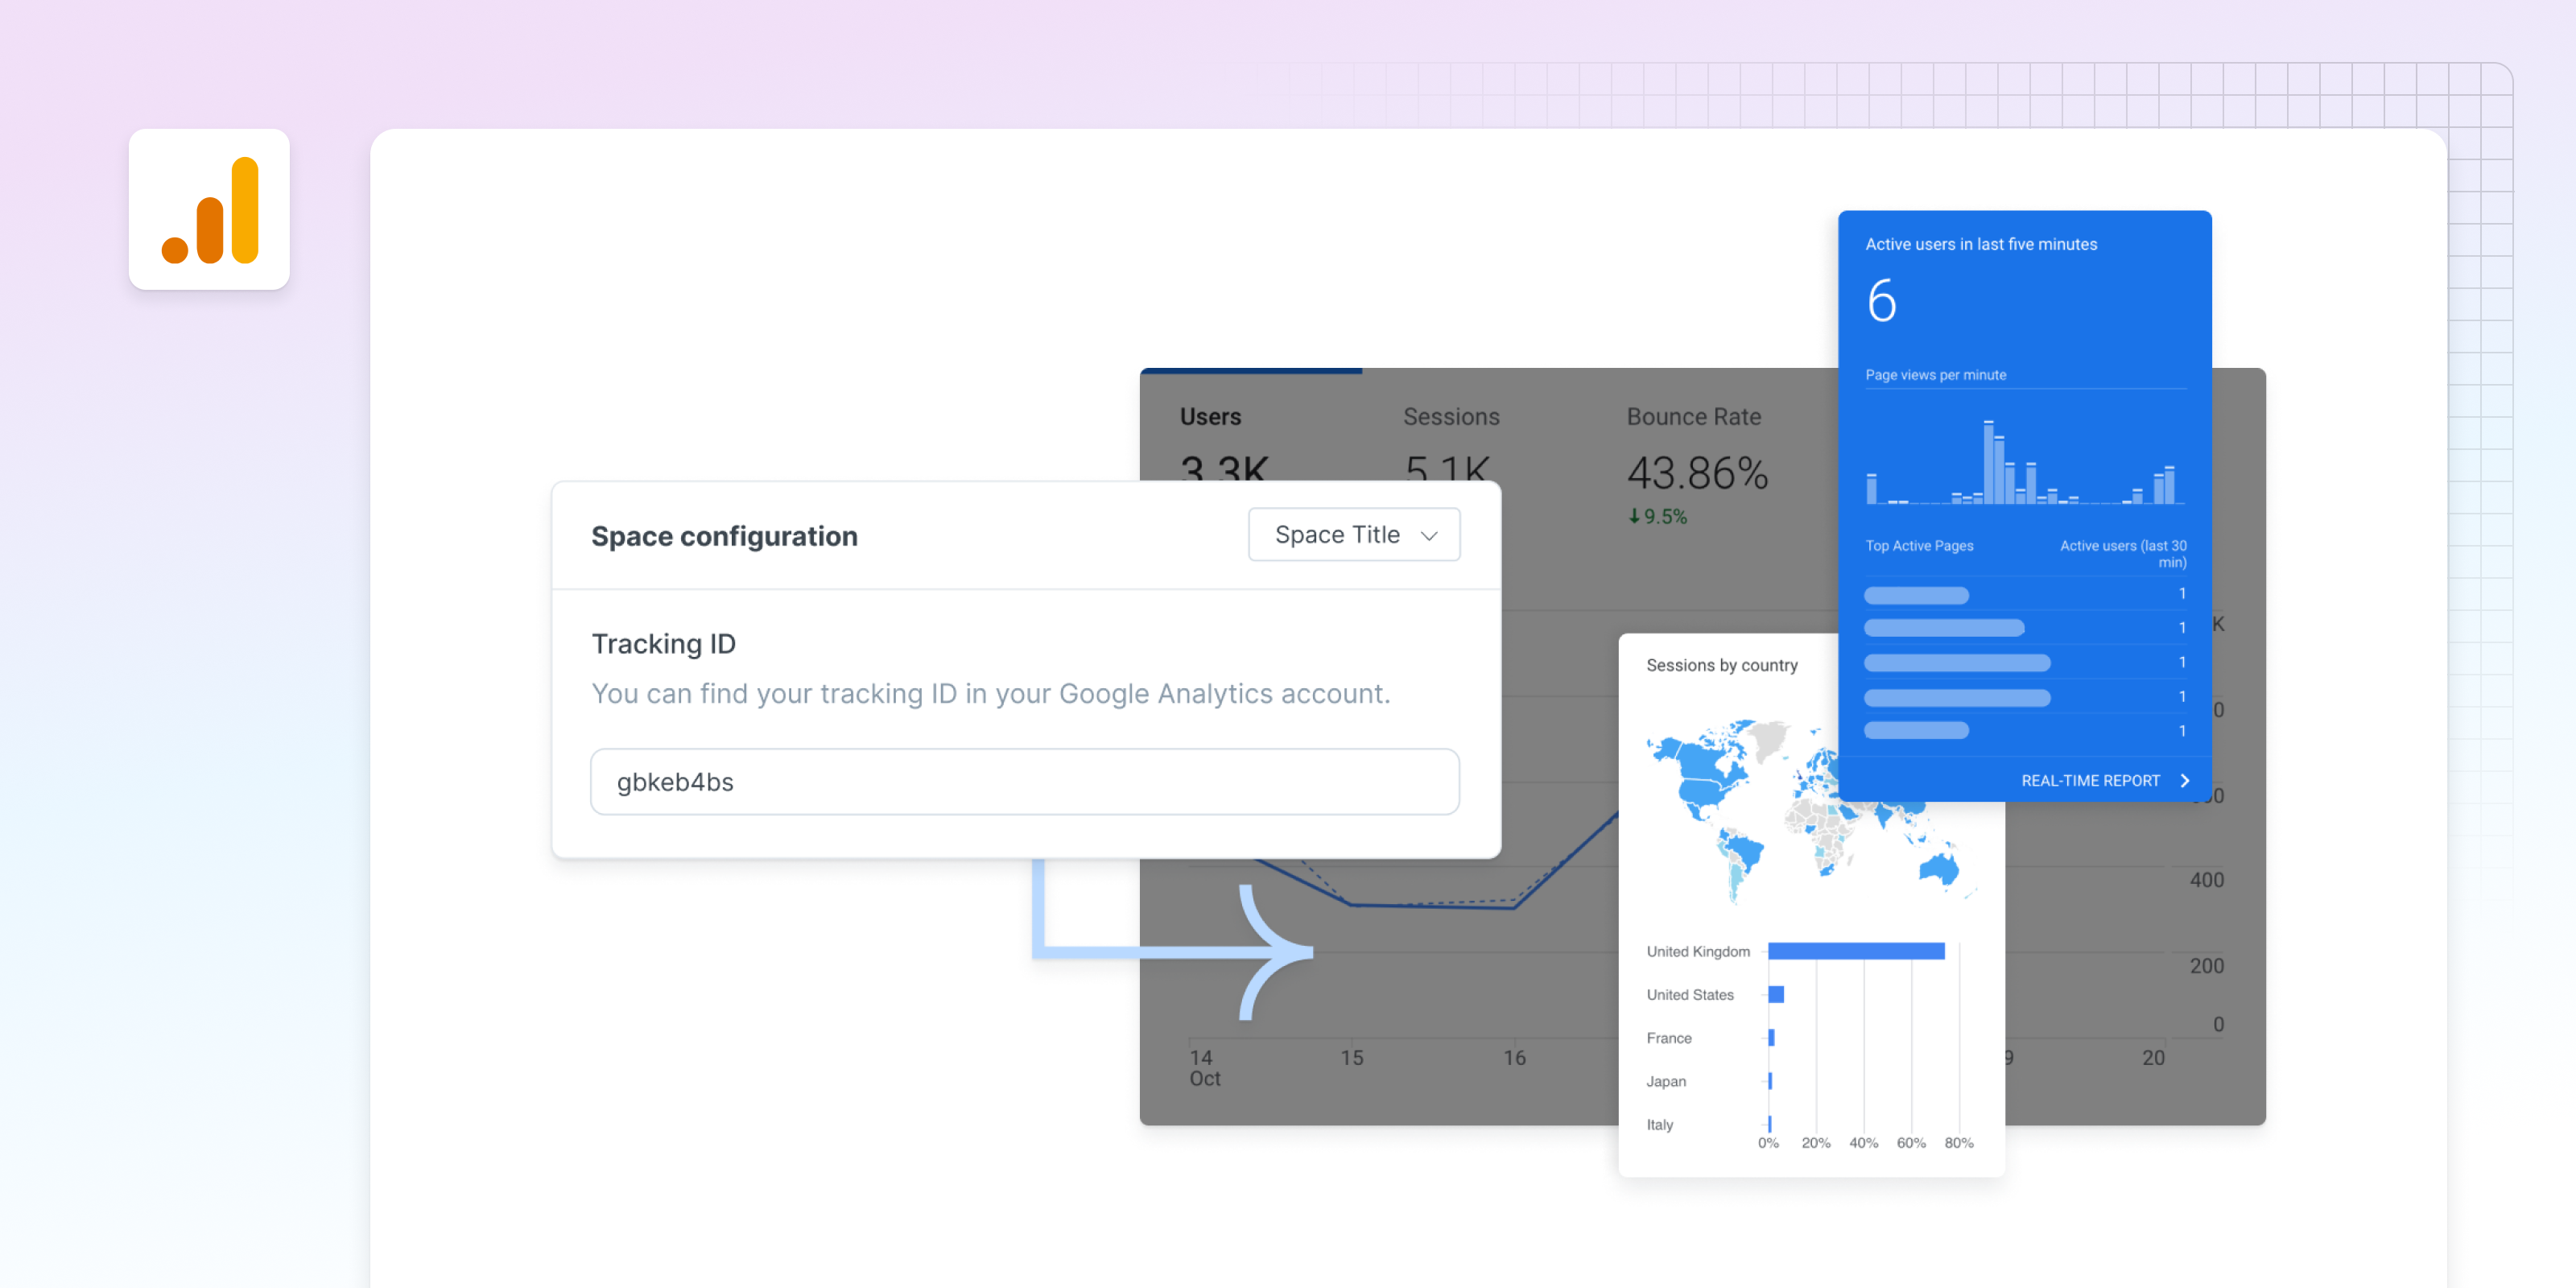 Active users in last five minutes
6
Page views per minute
Top Active Pages
Active users (last 30
min)
1
1
1
1
1
REAL-TIME REPORT
Users
Sessions
Bounce Rate
3.3K
5.1K
43.86%
9.5%
Space configuration
Space Title
Tracking ID
You can find your tracking ID in your Google Analytics account.
gbkeb4bs
Sessions by country
United Kingdom
United States
France
Japan
Italy
0%
20%
40%
60%
80%
400
200
0
14
Oct
15
16
20